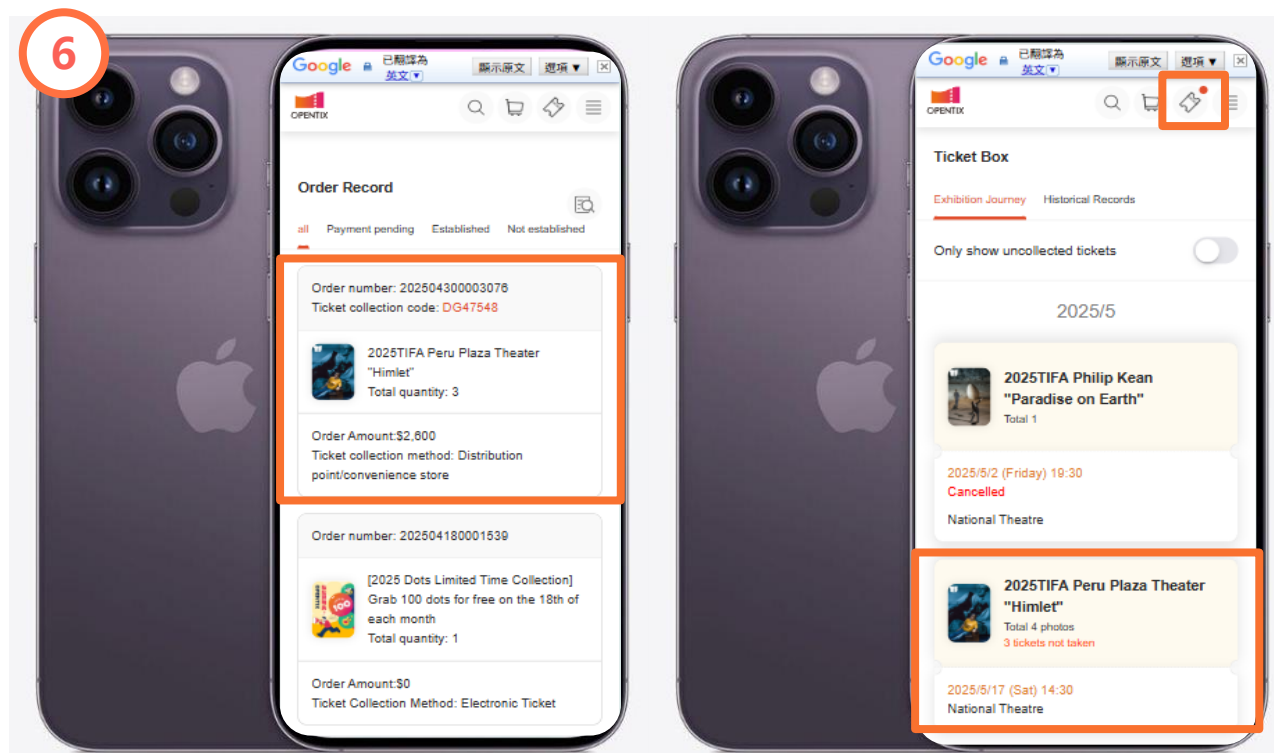 6
Google 已翻譯為 英文▼ 顯示原文 選項▼
OPENTIX
Order Record
all Payment pending Established Not established
Order number: 202504300003076
Ticket collection code: DG47548
2025TIFA Peru Plaza Theater
"Himlet"
Total quantity: 3
Order Amount:$2,600
Ticket collection method: Distribution
point/convenience store
Order number: 202504180001539
[2025 Dots Limited Time Collection]
Grab 100 dots for free on the 18th of
each month
Total quantity: 1
Order Amount:$0
Ticket Collection Method: Electronic Ticket
Google 已翻譯為 英文▼ 顯示原文 選項▼
OPENTIX
Ticket Box
Exhibition Journey Historical Records
Only show uncollected tickets
2025/5
2025TIFA Philip Kean
"Paradise on Earth"
Total 1
2025/5/2 (Friday) 19:30
Cancelled
National Theatre
2025TIFA Peru Plaza Theater
"Himlet"
Total 4 photos
3 tickets not taken
2025/5/17 (Sat) 14:30
National Theatre